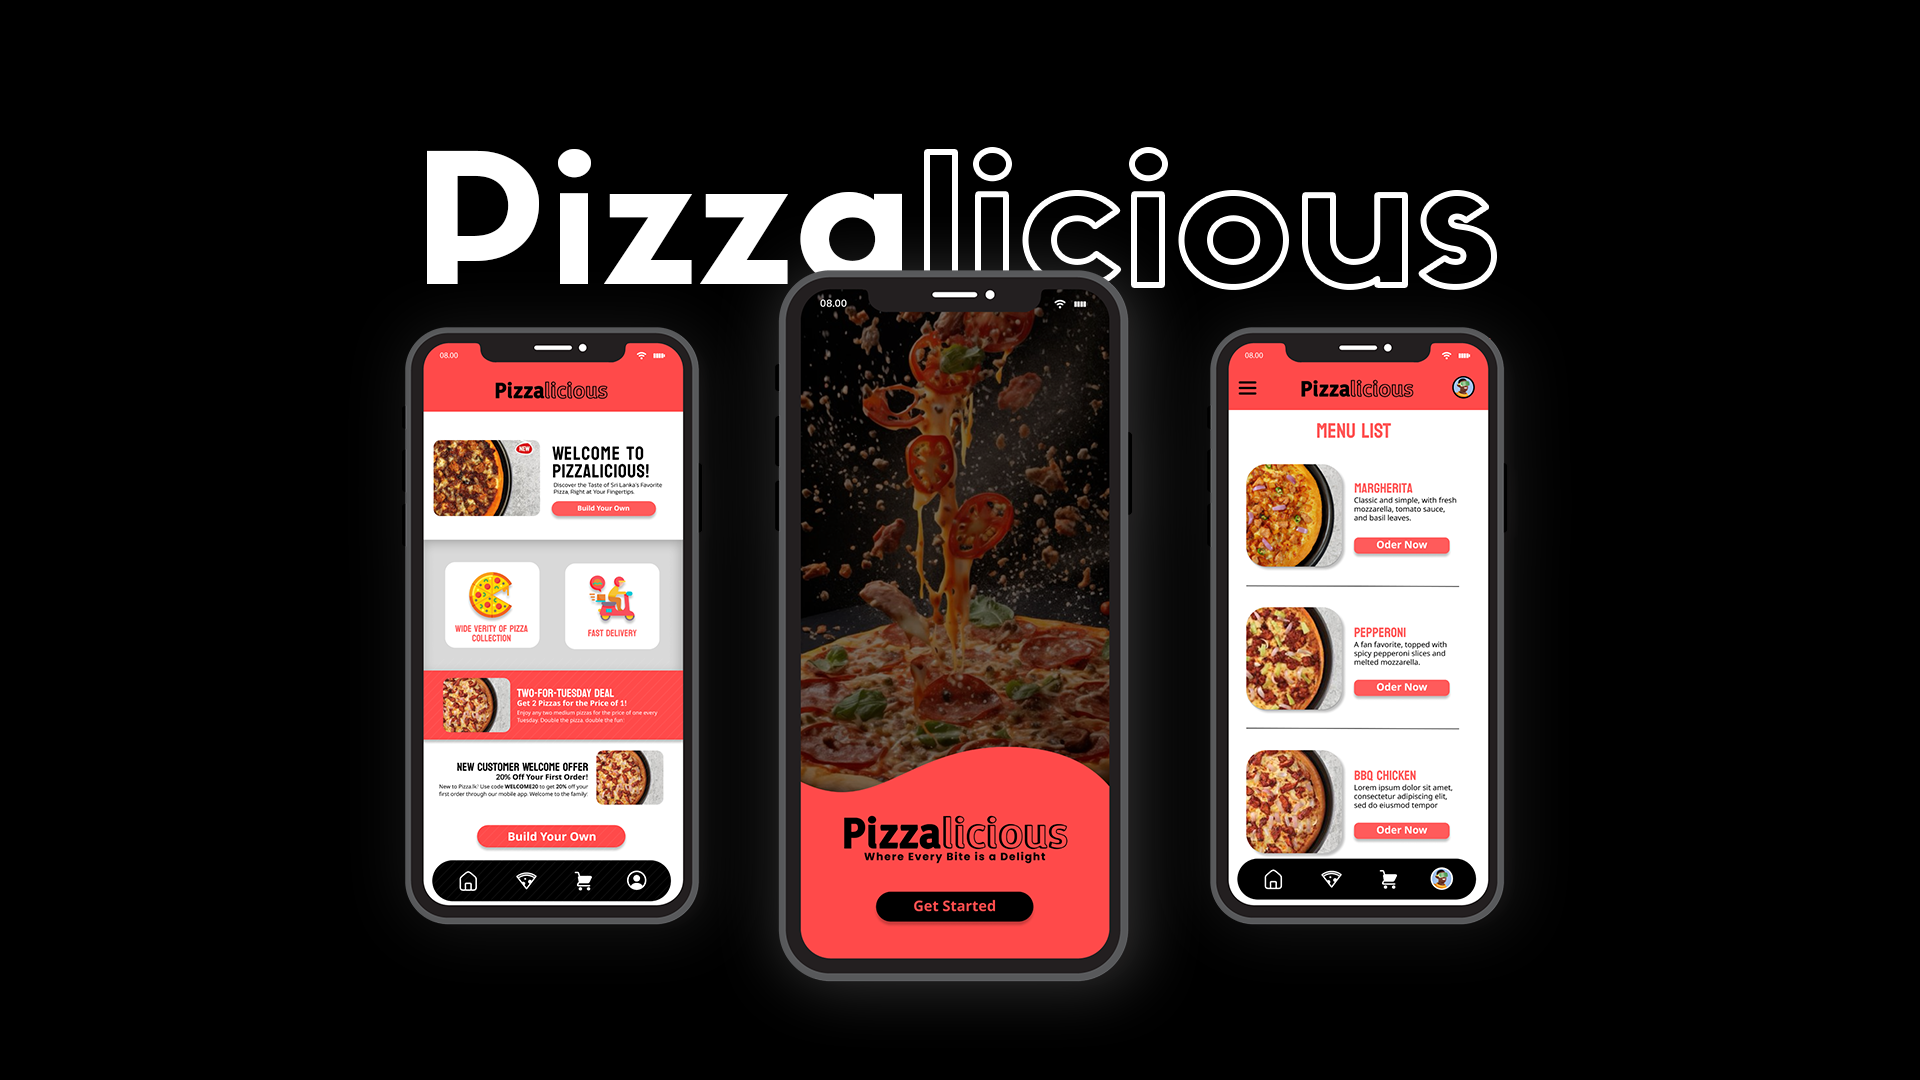 Pizzalicious
08.00
Pizzalicious
NEW
WELCOME TO
PIZZALICIOUS!
Discover the Taste of Sri Lanka's Favorite
Pizza, Right at Your Fingertips.
Build Your Own
WIDE VERITY OF PIZZA
COLLECTION
FAST DELIVERY
TWO-FOR-TUESDAY DEAL
Get 2 Pizzas for the Price of 1!
Enjoy any two medium pizzas for the price of one every
Tuesday. Double the pizza, double the fun!
NEW CUSTOMER WELCOME OFFER
20% Off Your First Order!
New to Pizza.lk? Use code WELCOME20 to get 20% off your
first order through our mobile app. Welcome to the family!
Build Your Own
08.00
Pizzalicious
Where Every Bite is a Delight
Get Started
08.00
Pizzalicious
MENU LIST
MARGHERITA
Classic and simple, with fresh
mozzarella, tomato sauce,
and basil leaves.
Oder Now
PEPPERONI
A fan favorite, topped with
spicy pepperoni slices and
melted mozzarella.
Oder Now
BBQ CHICKEN
Lorem ipsum dolor sit amet,
consectetur adipiscing elit,
sed do eiusmod tempor
Oder Now